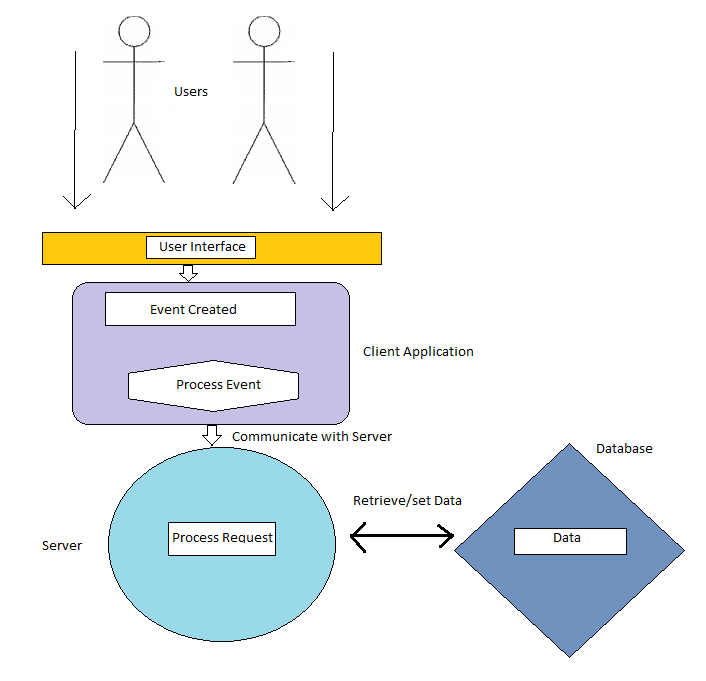 Users
User Interface
Event Created
Client Application
Process Event
Communicate with Server
Database
Retrieve/set Data
Server
Process Request
Data